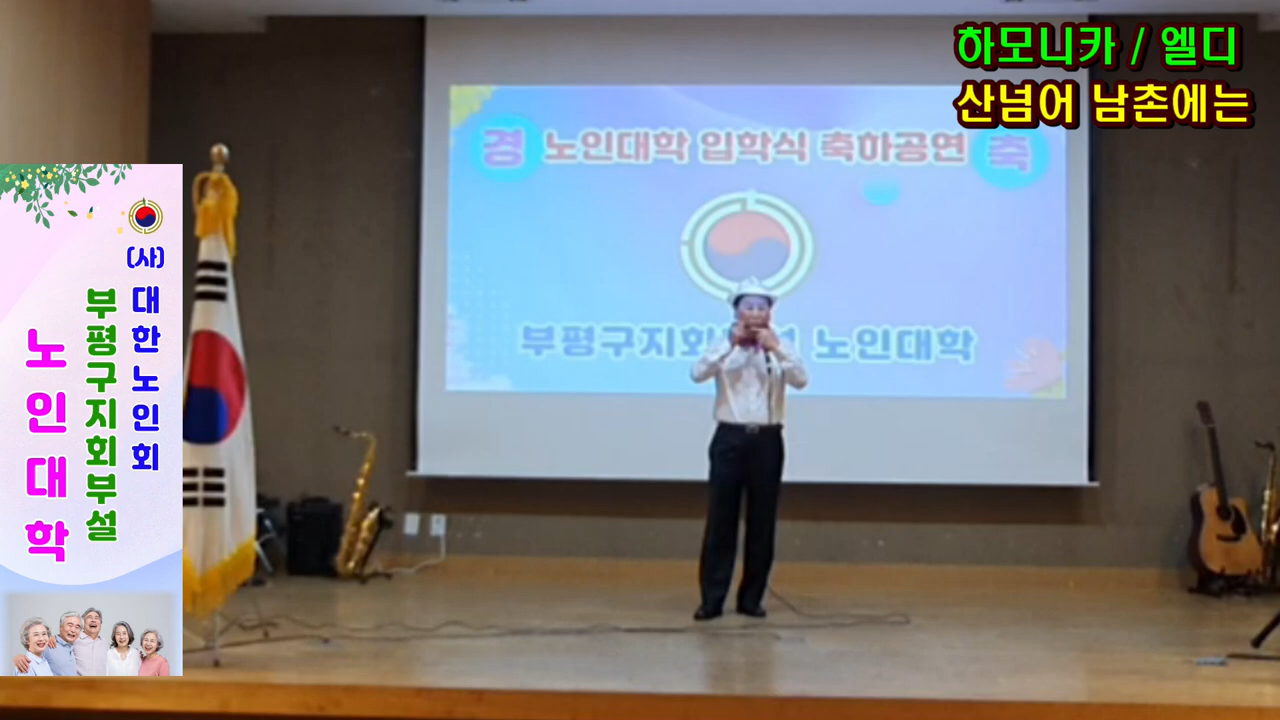 하모니카 / 엘디
산념어 남촌에는
경 노인대학 입학식 축하공연 축
부평구지회 노인대학
(사)대한노인회
부평구지회부설
노인대학